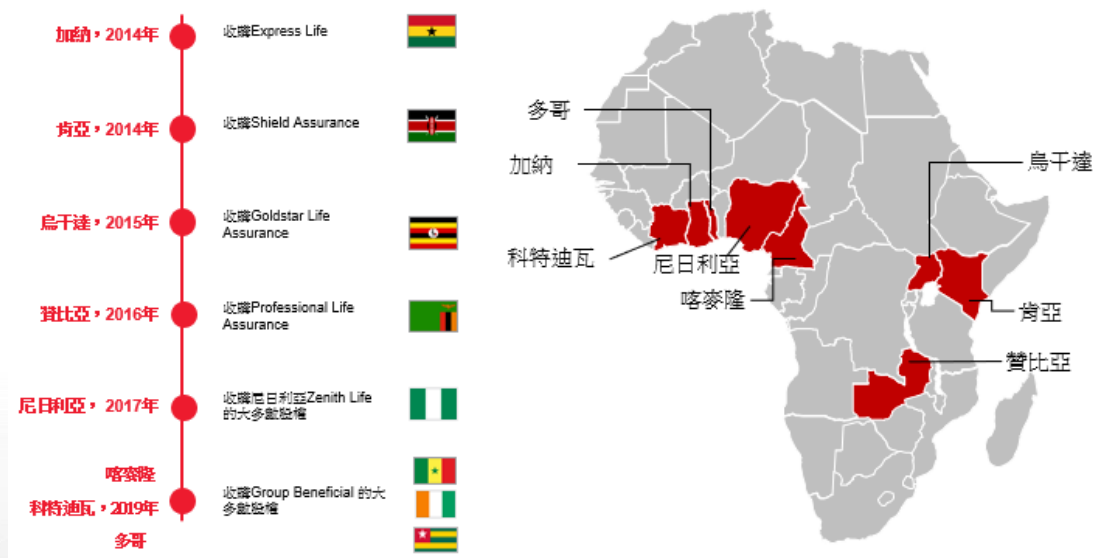 加納，2014年
收購Express Life
肯亞，2014年
收購Shield Assurance
烏干達，2015年
收購Goldstar Life
Assurance
贊比亞，2016年
收購Professional Life
Assurance
尼日利亞， 2017年
收購尼日利亞Zenith Life
的大多數股權
喀麥隆
科特迪瓦，2019年
多哥
收購Group Beneficial 的大
多數股權
多哥
加納
科特迪瓦
尼日利亞
喀麥隆
烏干達
肯亞
贊比亞